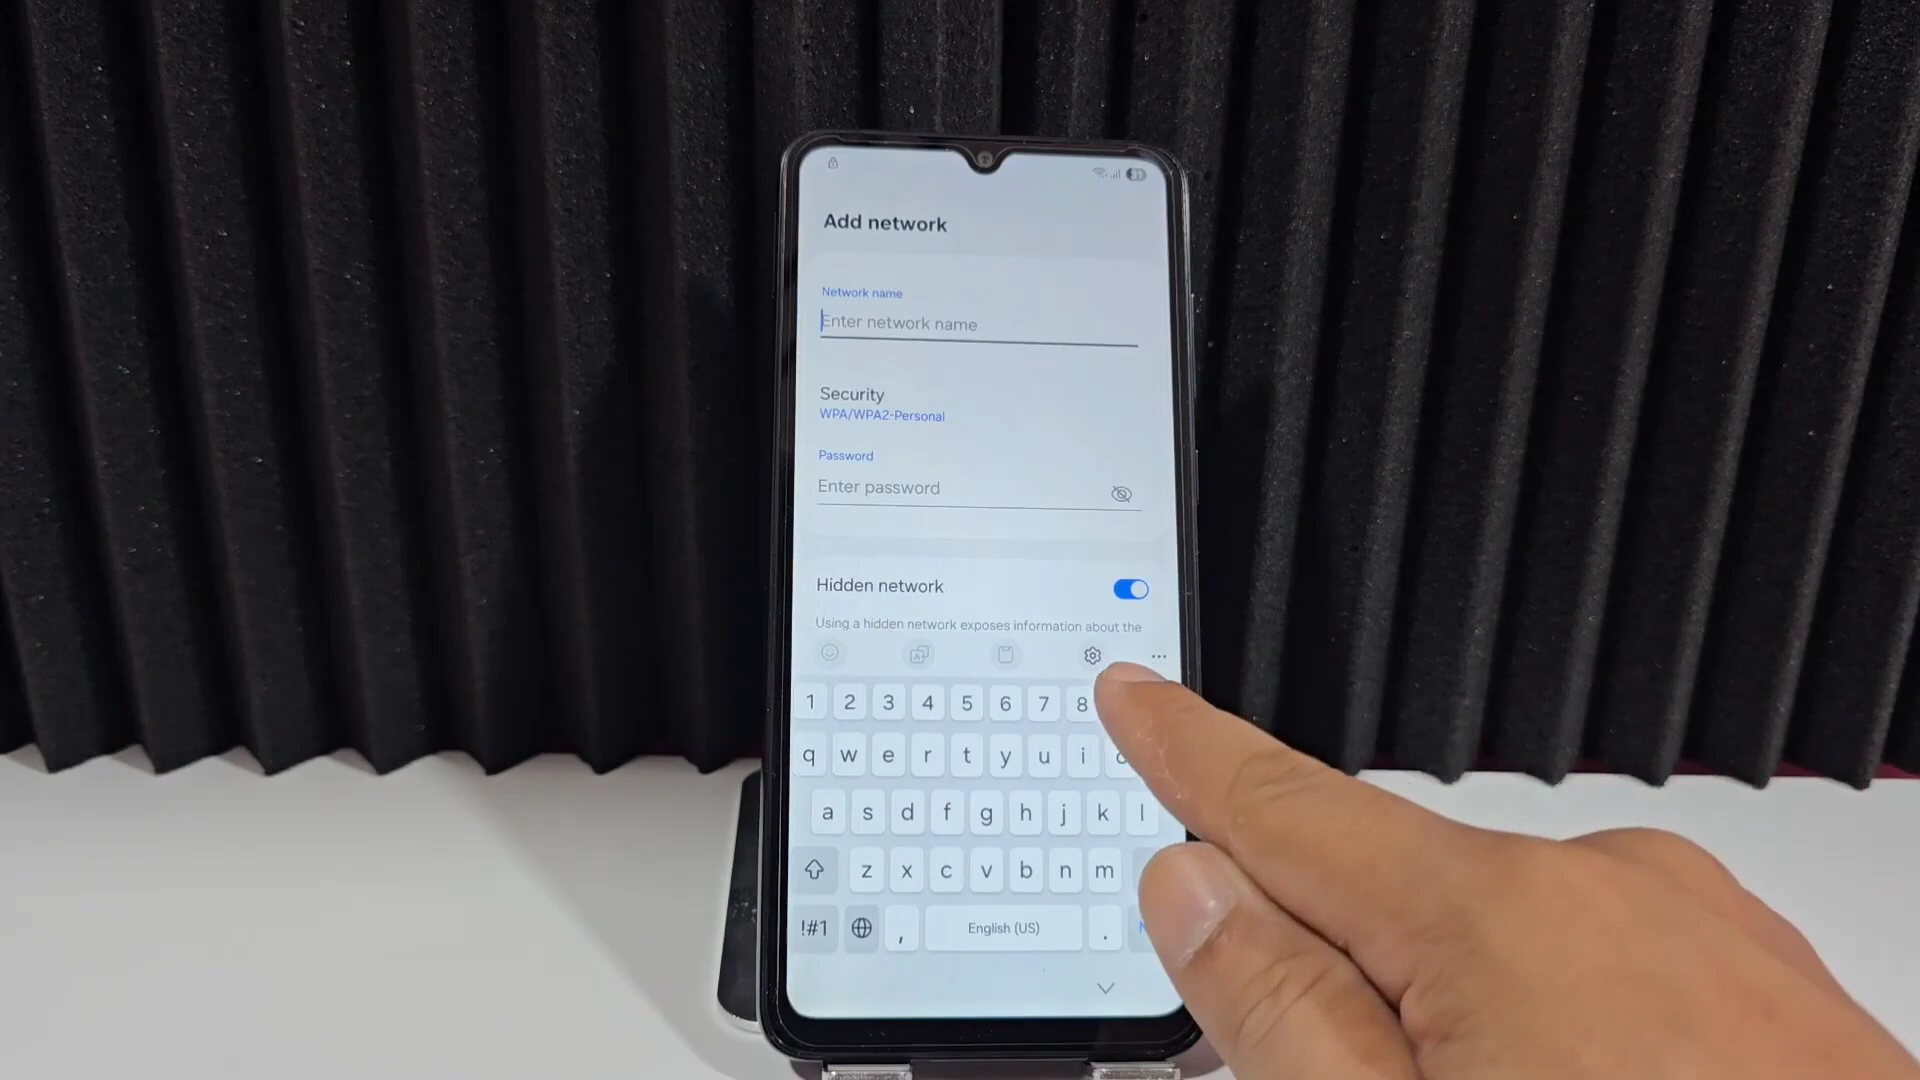 Add network
Network name
Enter network name
Security
WPA/WPA2-Personal
Password
Enter password
Hidden network
Using a hidden network exposes information about the
1 2 3 4 5 6 7 8
q w e r t y u i
a s d f g h j k l
z x c v b n m
!#1 , English (US) .